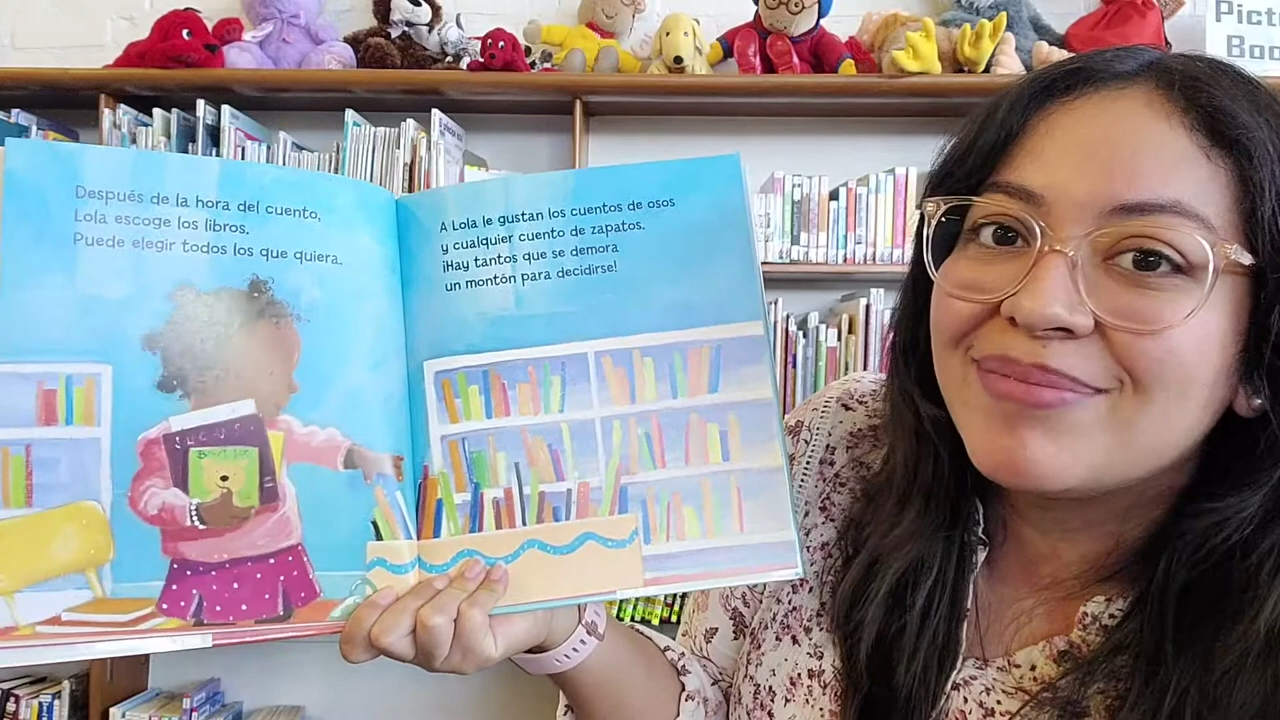 Después de la hora del cuento,
Lola escoge los libros.
Puede elegir todos los que quiera.
A Lola le gustan los cuentos de osos
y cualquier cuento de zapatos.
¡Hay tantos que se demora
un montón para decidirse!